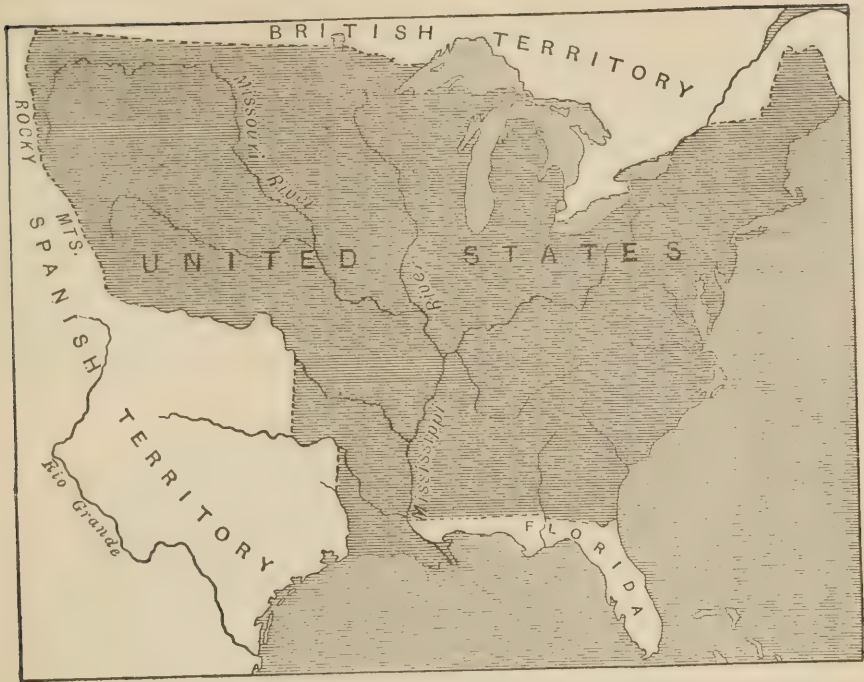 BRITISH TERRITORY
Missouri River
ROCKY MTS.
SPANISH TERRITORY
UNITED STATES
Mississippi River
Rio Grande
FLORIDA